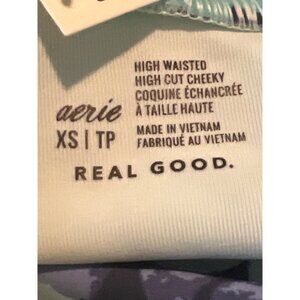 HIGH WAISTED
HIGH CUT CHEEKY
COQUINE ÉCHANCRÉE
À TAILLE HAUTE
aerie
XS | TP
MADE IN VIETNAM
FABRIQUÉ AU VIETNAM
REAL GOOD.